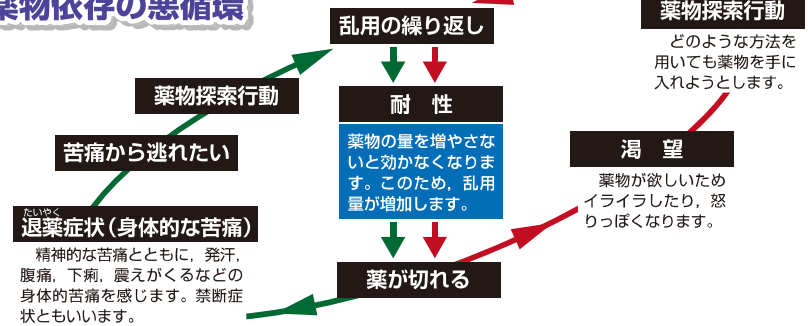 薬物依存の悪循環
乱用の繰り返し
耐　性
薬物の量を増やさな
いと効かなくなりま
す。このため，乱用
量が増加します。
薬が切れる
薬物探索行動
苦痛から逃れたい
たいやく
退薬症状（身体的な苦痛）
精神的な苦痛とともに，発汗，
腹痛，下痢，震えがくるなどの
身体的苦痛を感じます。禁断症
状ともいいます。
薬物探索行動
どのような方法を
用いても薬物を手に
入れようとします。
渇　望
薬物が欲しいため
イライラしたり，怒
りっぽくなります。